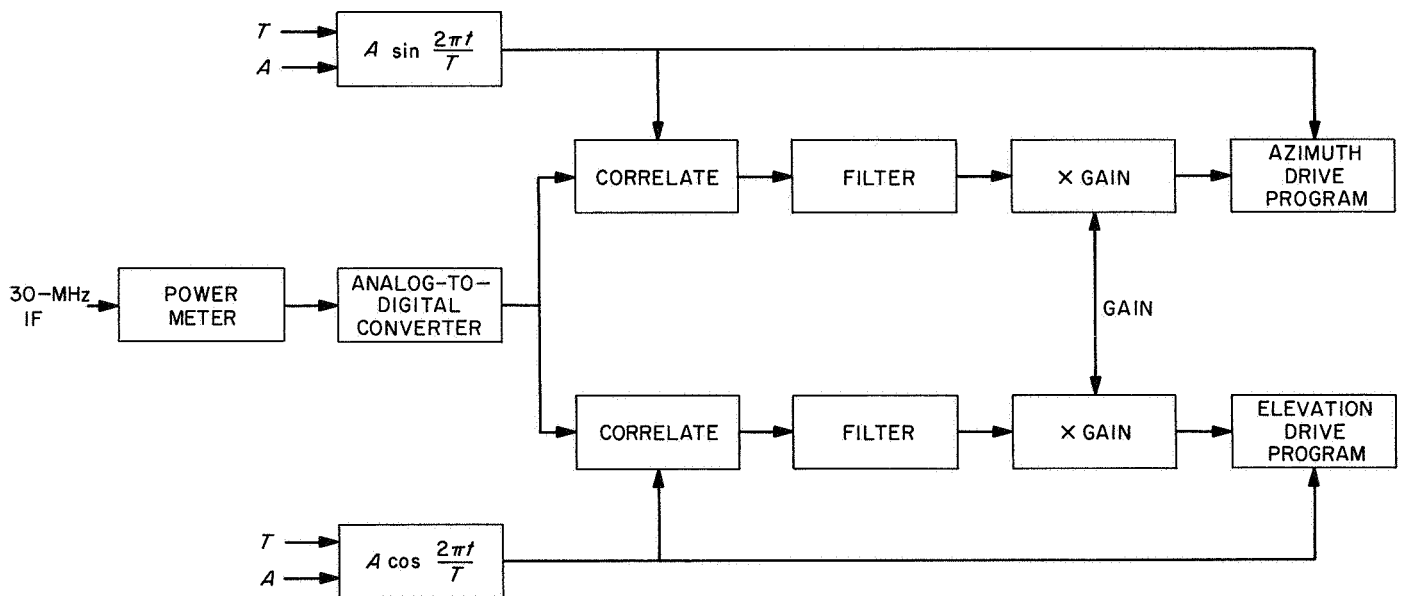 T
A
A sin 2πt/T
CORRELATE
FILTER
× GAIN
AZIMUTH
DRIVE
PROGRAM
30-MHz
IF
POWER
METER
ANALOG-TO-
DIGITAL
CONVERTER
GAIN
CORRELATE
FILTER
× GAIN
ELEVATION
DRIVE
PROGRAM
T
A
A cos 2πt/T